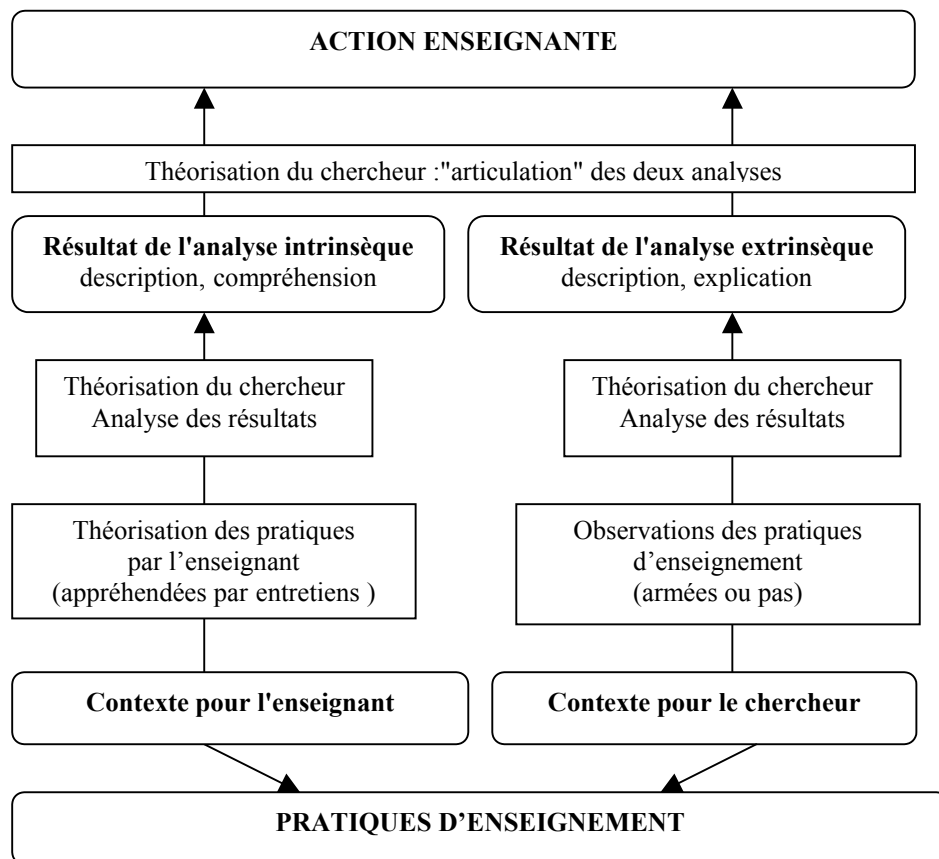 ACTION ENSEIGNANTE
Théorisation du chercheur :"articulation" des deux analyses
Résultat de l'analyse intrinsèque
description, compréhension
Résultat de l'analyse extrinsèque
description, explication
Théorisation du chercheur
Analyse des résultats
Théorisation du chercheur
Analyse des résultats
Théorisation des pratiques
par l’enseignant
(appréhendées par entretiens )
Observations des pratiques
d’enseignement
(armées ou pas)
Contexte pour l'enseignant
Contexte pour le chercheur
PRATIQUES D’ENSEIGNEMENT